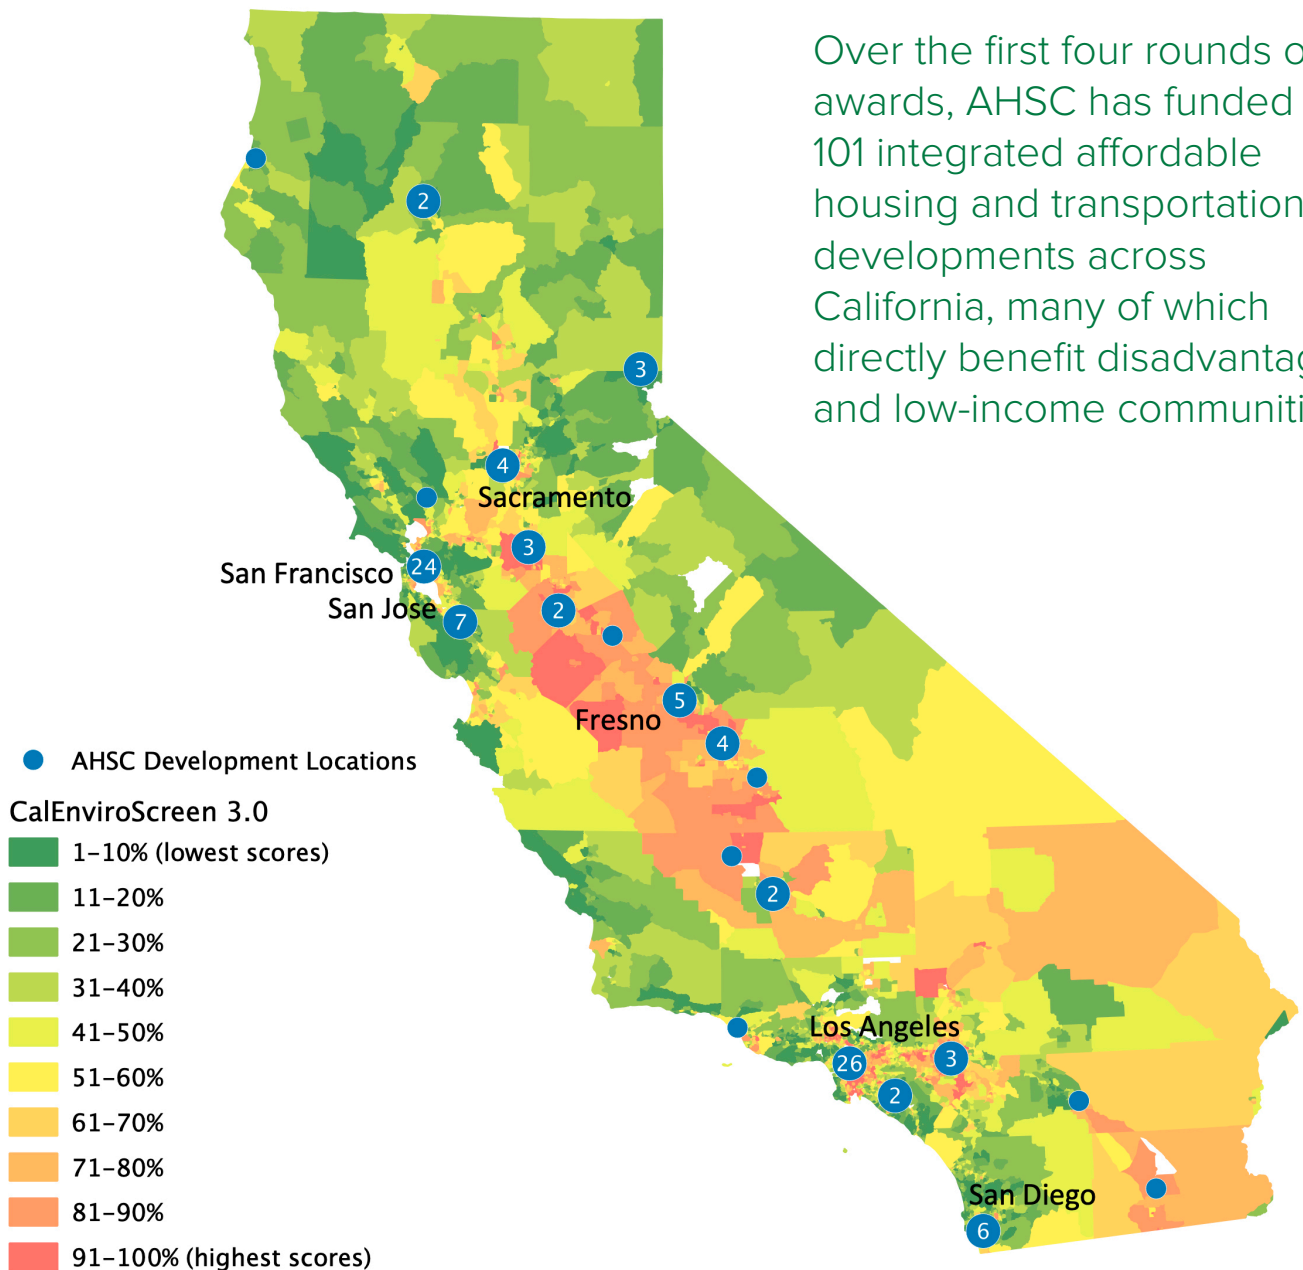 Over the first four rounds o
awards, AHSC has funded
101 integrated affordable
housing and transportation
developments across
California, many of which
directly benefit disadvantag
and low-income communiti
2
3
4
Sacramento
3
San Francisco
24
San Jose
7
2
5
Fresno
4
2
Los Angeles
26
3
2
San Diego
6
AHSC Development Locations
CalEnviroScreen 3.0
1–10% (lowest scores)
11–20%
21–30%
31–40%
41–50%
51–60%
61–70%
71–80%
81–90%
91–100% (highest scores)